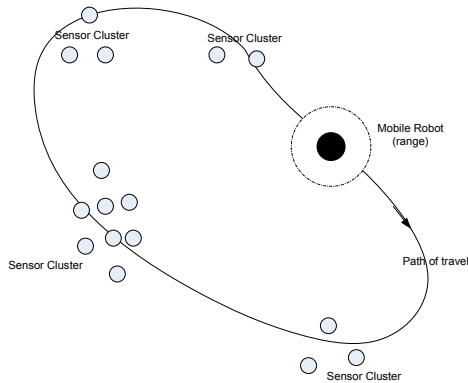 Sensor Cluster
Sensor Cluster
Mobile Robot
(range)
Path of travel
Sensor Cluster
Sensor Cluster